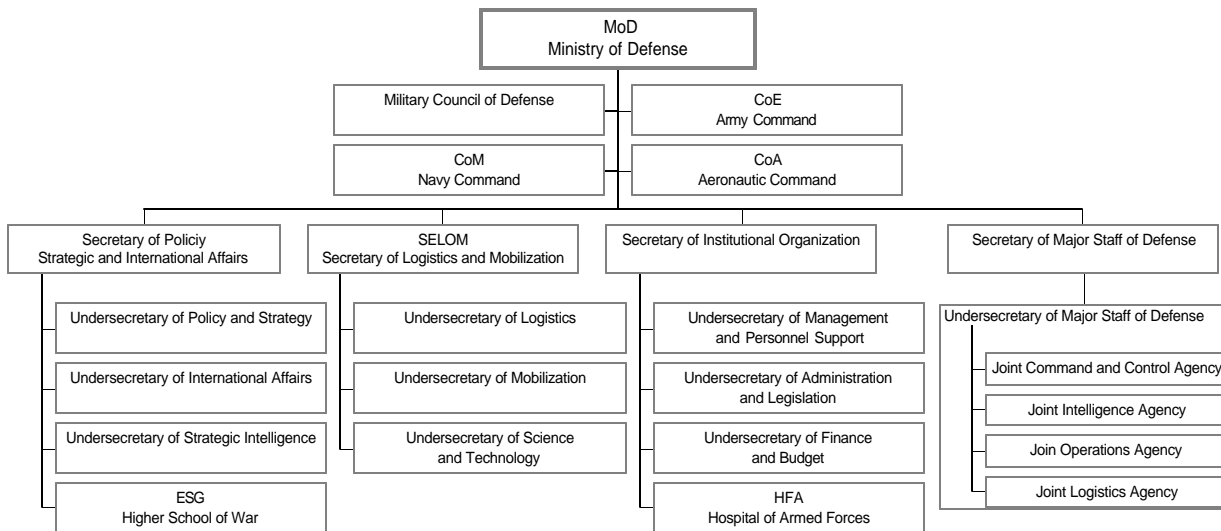 MoD
Ministry of Defense
Military Council of Defense
CoE
Army Command
CoM
Navy Command
CoA
Aeronautic Command
Secretary of Policiy
Strategic and International Affairs
SELOM
Secretary of Logistics and Mobilization
Secretary of Institutional Organization
Secretary of Major Staff of Defense
Undersecretary of Policy and Strategy
Undersecretary of International Affairs
Undersecretary of Strategic Intelligence
ESG
Higher School of War
Undersecretary of Logistics
Undersecretary of Mobilization
Undersecretary of Science
and Technology
Undersecretary of Management
and Personnel Support
Undersecretary of Administration
and Legislation
Undersecretary of Finance
and Budget
HFA
Hospital of Armed Forces
Undersecretary of Major Staff of Defense
Joint Command and Control Agency
Joint Intelligence Agency
Join Operations Agency
Joint Logistics Agency